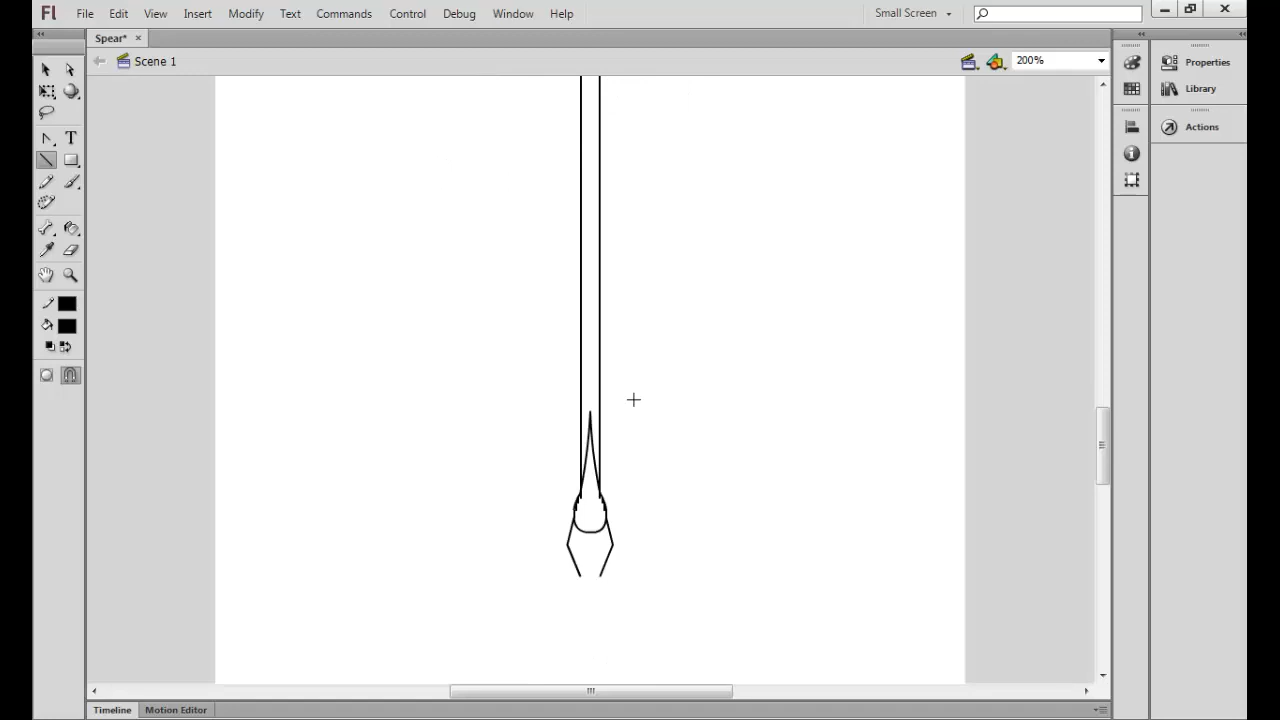 Fl File Edit View Insert Modify Text Commands Control Debug Window Help Small Screen
Spear* ×
Scene 1 200%
Properties
Library
Actions
T
Timeline Motion Editor